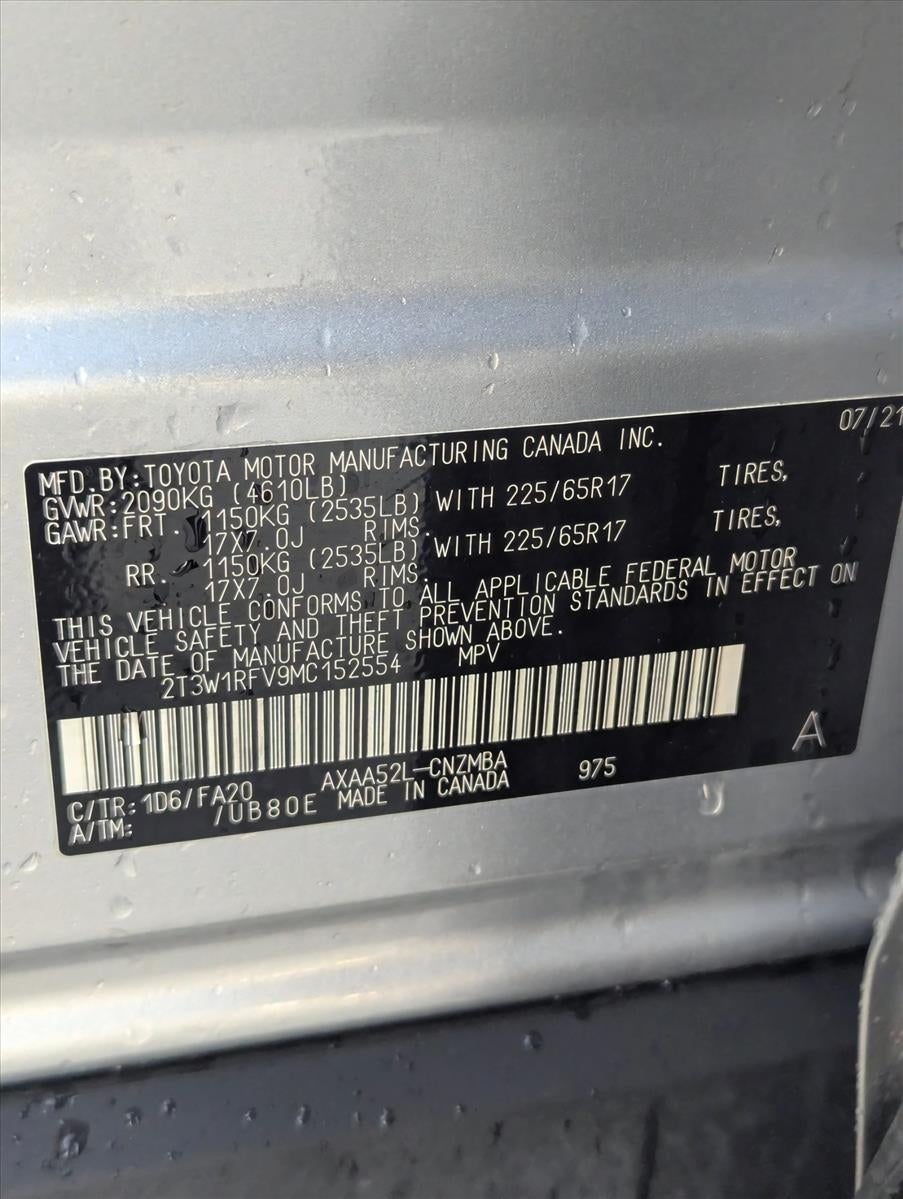 07/21
MFD.BY:TOYOTA MOTOR MANUFACTURING CANADA INC.
GVWR:2090KG (4610LB)
GAWR:FRT. 1150KG (2535LB) WITH 225/65R17 TIRES,
17X7.0J RIMS.
RR. 1150KG (2535LB) WITH 225/65R17 TIRES,
17X7.0J RIMS.
THIS VEHICLE CONFORMS TO ALL APPLICABLE FEDERAL MOTOR
VEHICLE SAFETY AND THEFT PREVENTION STANDARDS IN EFFECT ON
THE DATE OF MANUFACTURE SHOWN ABOVE.
2T3W1RFV9MC152554 MPV
A
C/TR:1D6/FA20 AXAA52L-CNZMBA 975
A/TM: /UB80E MADE IN CANADA